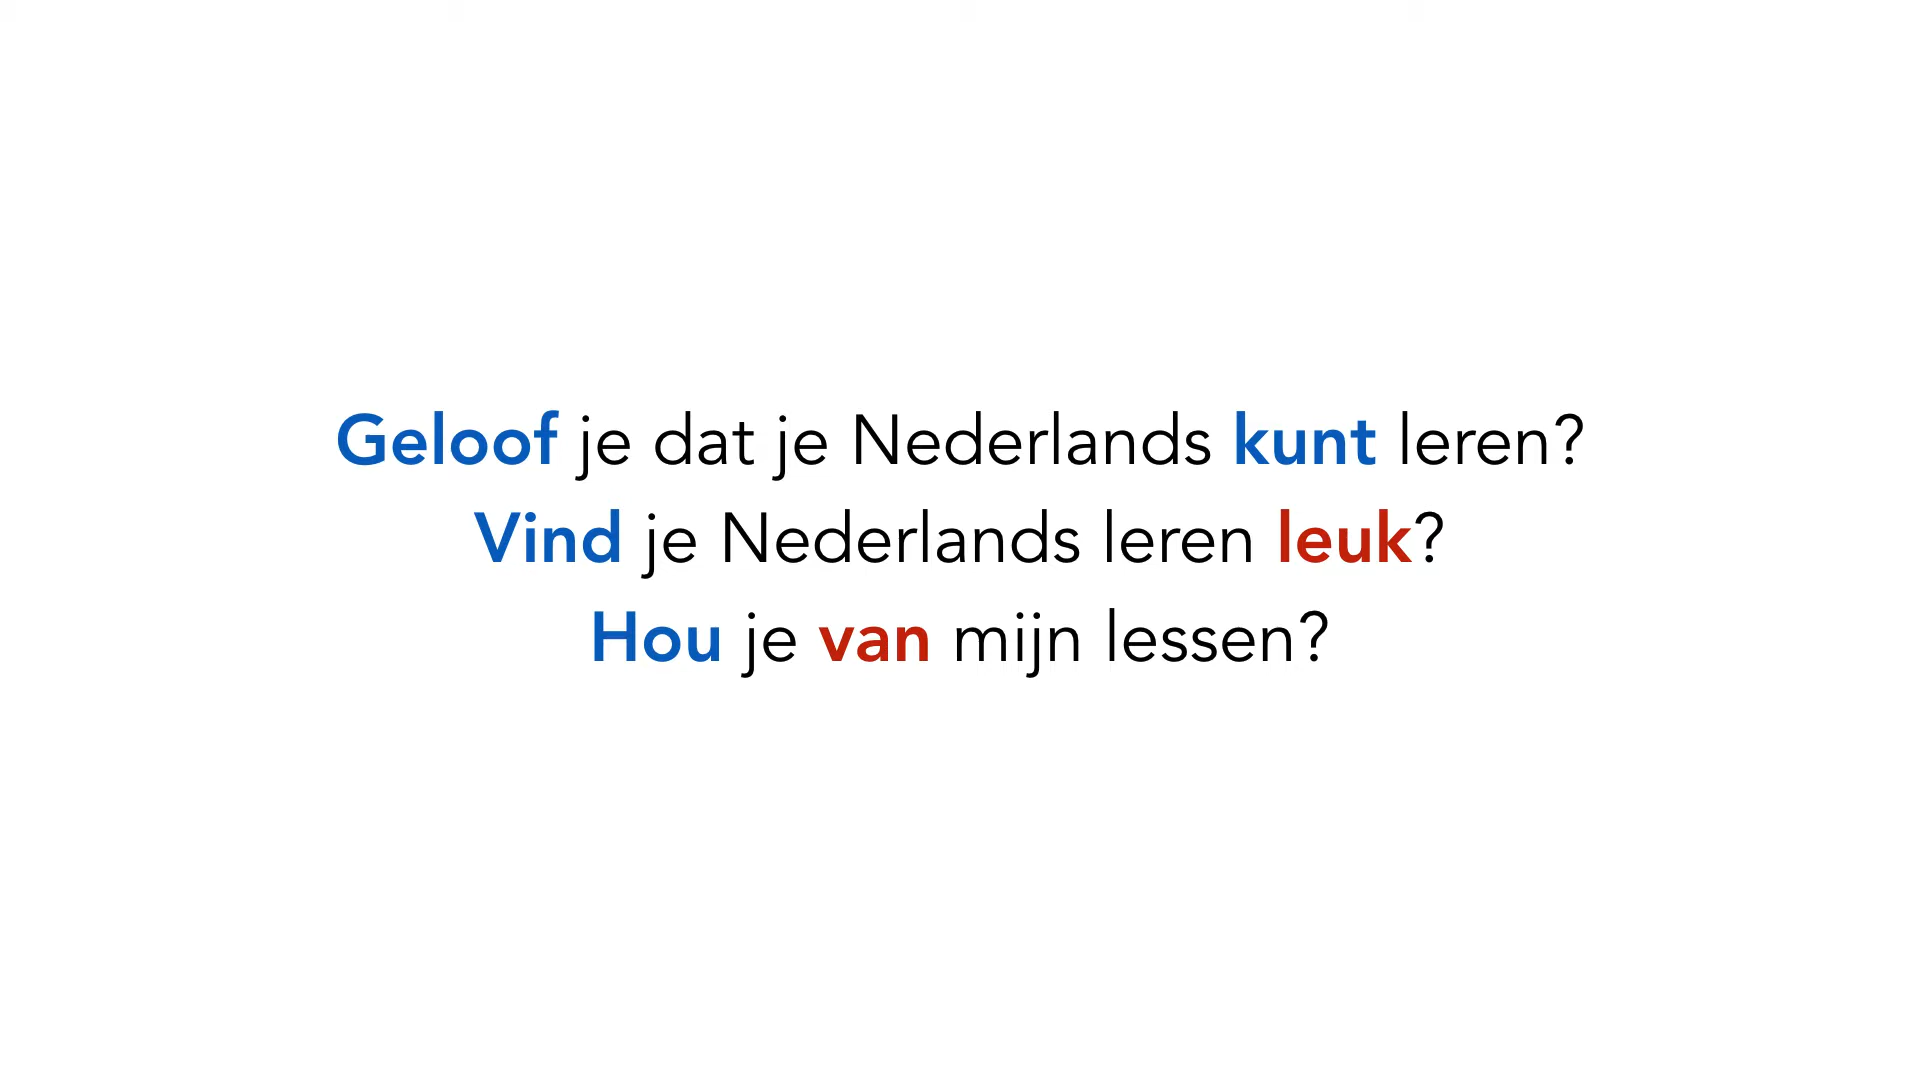 Geloof je dat je Nederlands kunt leren?
Vind je Nederlands leren leuk?
Hou je van mijn lessen?